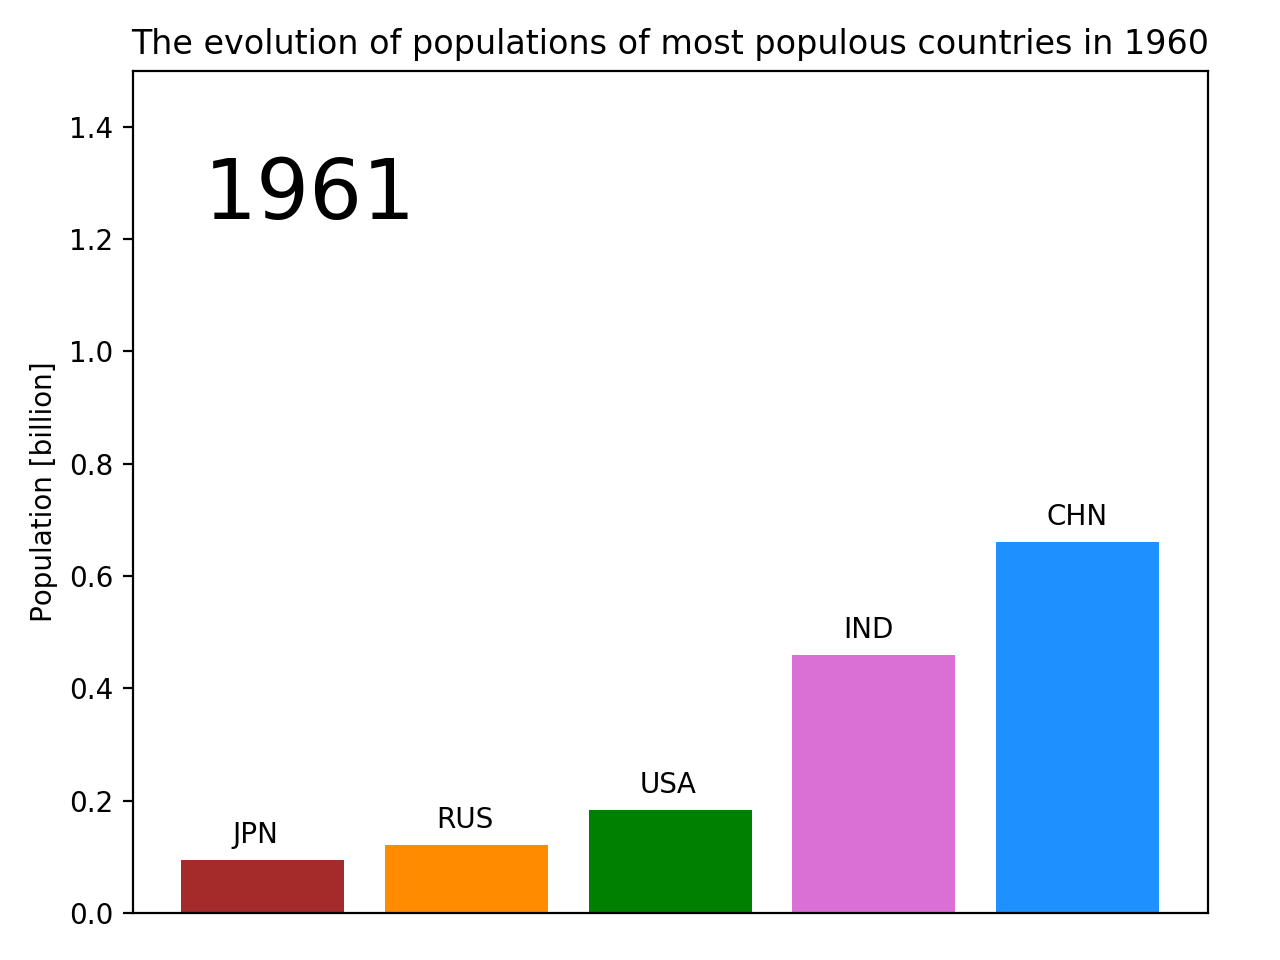 The evolution of populations of most populous countries in 1960
1961
Population [billion]
1.4
1.2
1.0
0.8
0.6
0.4
0.2
0.0
JPN
RUS
USA
IND
CHN